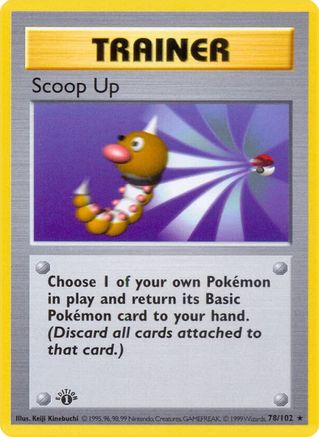 TRAINER
Scoop Up
Choose 1 of your own Pokémon
in play and return its Basic
Pokémon card to your hand.
(Discard all cards attached to
that card.)
EDITION
1
Illus. Keiji Kinebuchi © 1995, 96, 98, 99 Nintendo, Creatures, GAMEFREAK. © 1999 Wizards. 78/102 ★